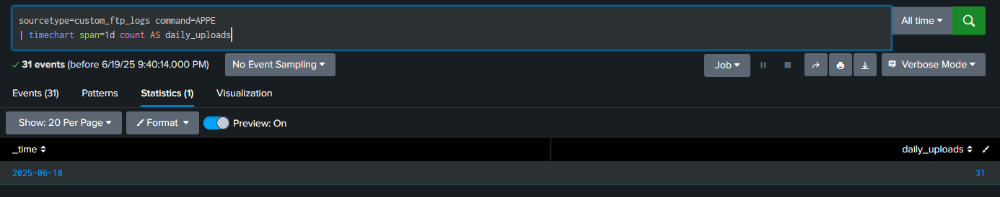 sourcetype=custom_ftp_logs command=APPE
| timechart span=1d count AS daily_uploads
All time
31 events (before 6/19/25 9:40:14.000 PM)
No Event Sampling
Job
Verbose Mode
Events (31) Patterns Statistics (1) Visualization
Show: 20 Per Page Format Preview: On
_time daily_uploads
2025-06-18 31